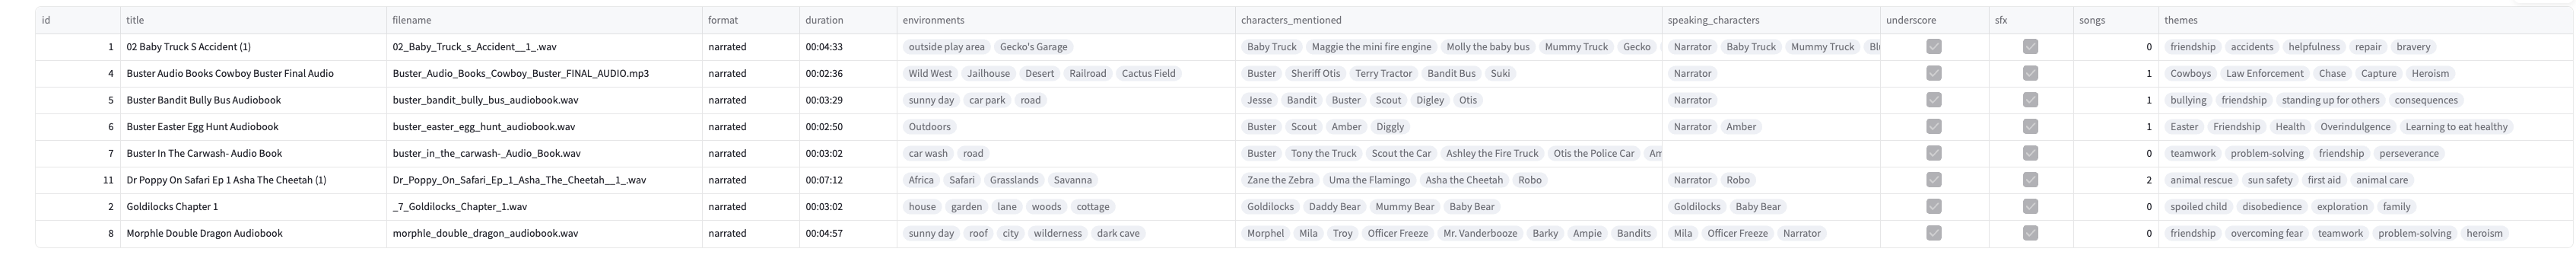 id title filename format duration environments characters_mentioned speaking_characters underscore sfx songs themes
1 02 Baby Truck S Accident (1) 02_Baby_Truck_s_Accident__1_.wav narrated 00:04:33 outside play area Gecko's Garage Baby Truck Maggie the mini fire engine Molly the baby bus Mummy Truck Gecko Narrator Baby Truck Mummy Truck 0 friendship accidents helpfulness repair bravery
4 Buster Audio Books Cowboy Buster Final Audio Buster_Audio_Books_Cowboy_Buster_FINAL_AUDIO.mp3 narrated 00:02:36 Wild West Jailhouse Desert Railroad Cactus Field Buster Sheriff Otis Terry Tractor Bandit Bus Suki Narrator 1 Cowboys Law Enforcement Chase Capture Heroism
5 Buster Bandit Bully Bus Audiobook buster_bandit_bully_bus_audiobook.wav narrated 00:03:29 sunny day car park road Jesse Bandit Buster Scout Digley Otis Narrator 1 bullying friendship standing up for others consequences
6 Buster Easter Egg Hunt Audiobook buster_easter_egg_hunt_audiobook.wav narrated 00:02:50 Outdoors Buster Scout Amber Diggly Narrator Amber 1 Easter Friendship Health Overindulgence Learning to eat healthy
7 Buster In The Carwash- Audio Book buster_in_the_carwash-_Audio_Book.wav narrated 00:03:02 car wash road Buster Tony the Truck Scout the Car Ashley the Fire Truck Otis the Police Car Am 0 teamwork problem-solving friendship perseverance
11 Dr Poppy On Safari Ep 1 Asha The Cheetah (1) Dr_Poppy_On_Safari_Ep_1_Asha_The_Cheetah__1_.wav narrated 00:07:12 Africa Safari Grasslands Savanna Zane the Zebra Uma the Flamingo Asha the Cheetah Robo Narrator Robo 2 animal rescue sun safety first aid animal care
2 Goldilocks Chapter 1 _7_Goldilocks_Chapter_1.wav narrated 00:03:02 house garden lane woods cottage Goldilocks Daddy Bear Mummy Bear Baby Bear Goldilocks Baby Bear 0 spoiled child disobedience exploration family
8 Morphle Double Dragon Audiobook morphle_double_dragon_audiobook.wav narrated 00:04:57 sunny day roof city wilderness dark cave Morphel Mila Troy Officer Freeze Mr. Vanderbooze Barky Ampie Bandits Mila Officer Freeze Narrator 0 friendship overcoming fear teamwork problem-solving heroism